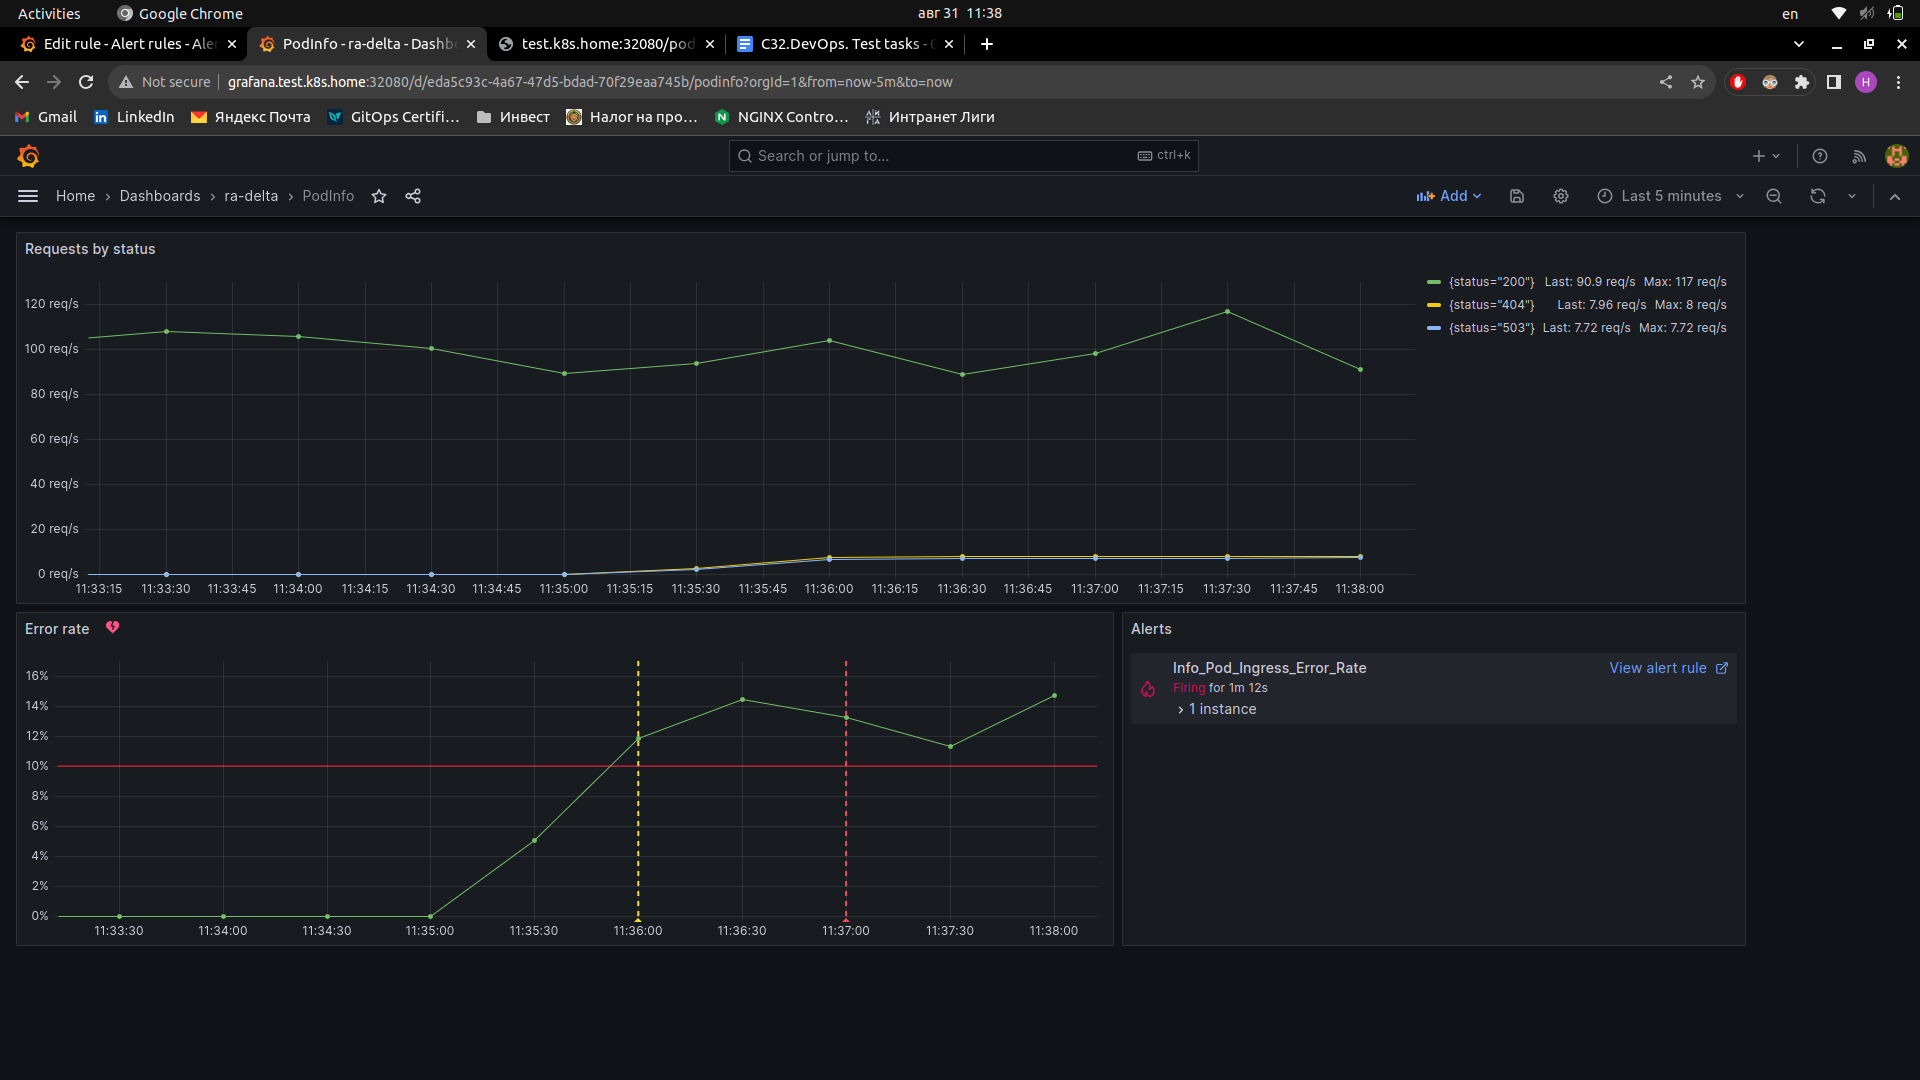 Activities
Google Chrome
авг 31 11:38
en
Edit rule - Alert rules - Ale
PodInfo - ra-delta - Dashb
test.k8s.home:32080/pod
C32.DevOps. Test tasks -
Not secure
grafana.test.k8s.home:32080/d/eda5c93c-4a67-47d5-bdad-70f29eaa745b/podinfo?orgId=1&from=now-5m&to=now
H
Gmail
LinkedIn
Яндекс Почта
GitOps Certifi…
Инвест
Налог на про…
NGINX Contro…
Интранет Лиги
Search or jump to...
ctrl+k
Home
Dashboards
ra-delta
PodInfo
Add
Last 5 minutes
Requests by status
120 req/s
100 req/s
80 req/s
60 req/s
40 req/s
20 req/s
0 req/s
11:33:15 11:33:30 11:33:45 11:34:00 11:34:15 11:34:30 11:34:45 11:35:00 11:35:15 11:35:30 11:35:45 11:36:00 11:36:15 11:36:30 11:36:45 11:37:00 11:37:15 11:37:30 11:37:45 11:38:00
{status="200"} Last: 90.9 req/s Max: 117 req/s
{status="404"} Last: 7.96 req/s Max: 8 req/s
{status="503"} Last: 7.72 req/s Max: 7.72 req/s
Error rate
16%
14%
12%
10%
8%
6%
4%
2%
0%
11:33:30 11:34:00 11:34:30 11:35:00 11:35:30 11:36:00 11:36:30 11:37:00 11:37:30 11:38:00
Alerts
Info_Pod_Ingress_Error_Rate
View alert rule
Firing for 1m 12s
1 instance